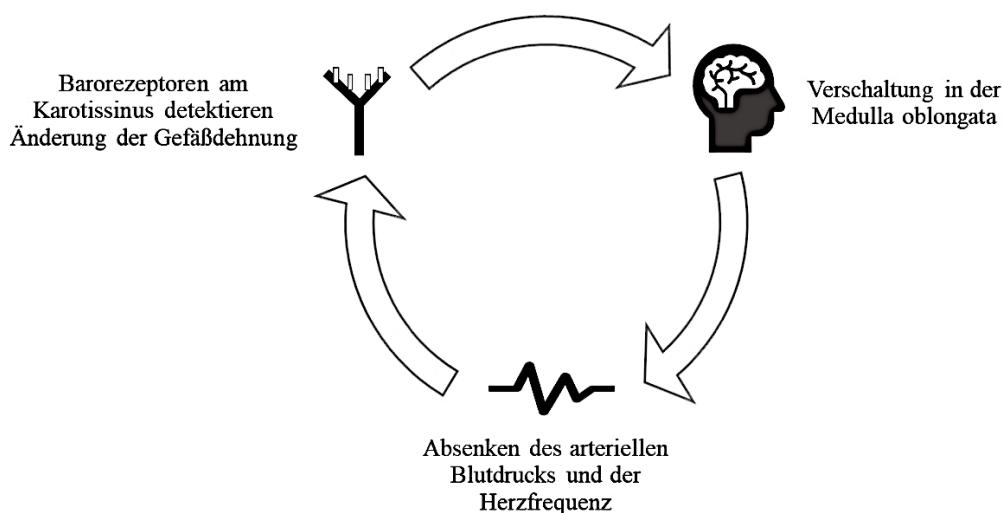 Barorezeptoren am
Karotissinus detektieren
Änderung der Gefäßdehnung
Verschaltung in der
Medulla oblongata
Absenken des arteriellen
Blutdrucks und der
Herzfrequenz